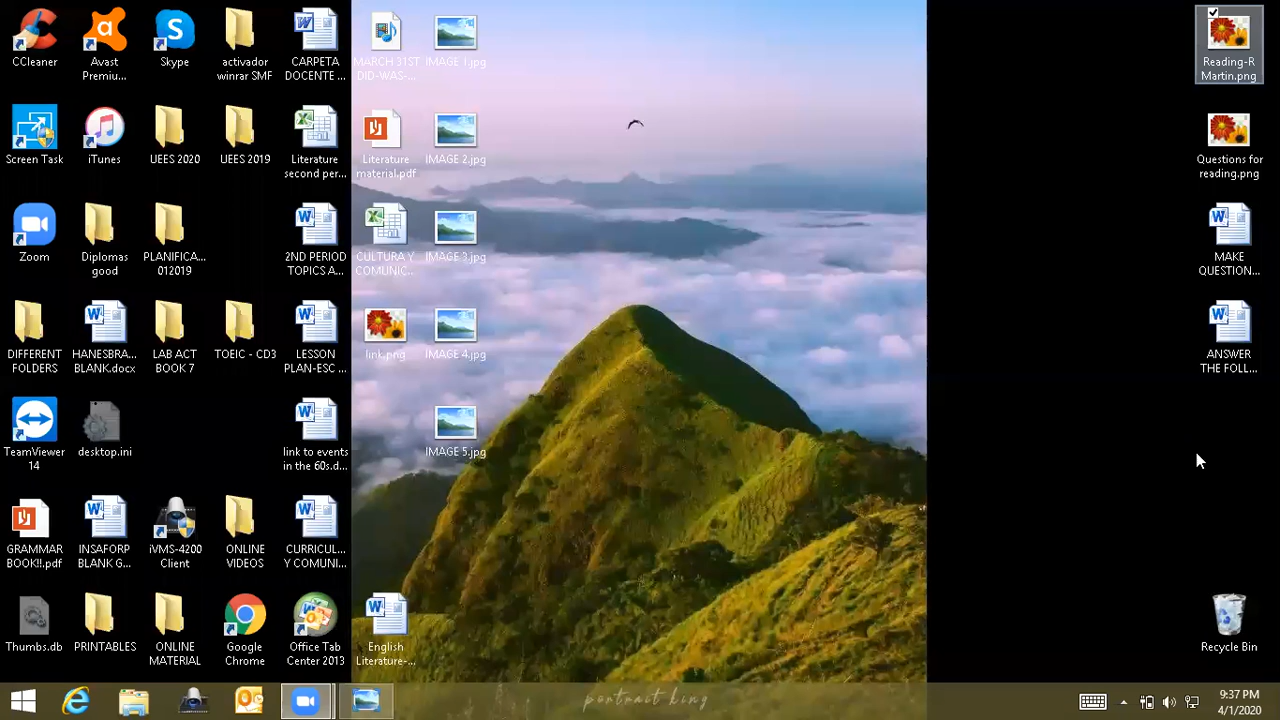 CCleaner
Avast
Premiu...
Skype
activador
winrar SMF
CARPETA
DOCENTE ...
MARCH 31ST
DID-WAS-...
IMAGE 1.jpg
Reading-R
Martin.png
Screen Task
iTunes
UEES 2020
UEES 2019
Literature
second per...
Literature
material.pdf
IMAGE 2.jpg
Questions for
reading.png
Zoom
Diplomas
good
PLANIFICA...
012019
2ND PERIOD
TOPICS A...
CULTURA Y
COMUNIC...
IMAGE 3.jpg
MAKE
QUESTION...
DIFFERENT
FOLDERS
HANESBRA...
BLANK.docx
LAB ACT
BOOK 7
TOEIC - CD3
LESSON
PLAN-ESC ...
link.png
IMAGE 4.jpg
ANSWER
THE FOLL...
TeamViewer
14
desktop.ini
link to events
in the 60s.d...
IMAGE 5.jpg
GRAMMAR
BOOK!!.pdf
INSAFORP
BLANK G...
iVMS-4200
Client
ONLINE
VIDEOS
CURRICUL...
Y COMUNI...
Thumbs.db
PRINTABLES
ONLINE
MATERIAL
Google
Chrome
Office Tab
Center 2013
English
Literature-...
Recycle Bin
portrait king
9:37 PM
4/1/2020